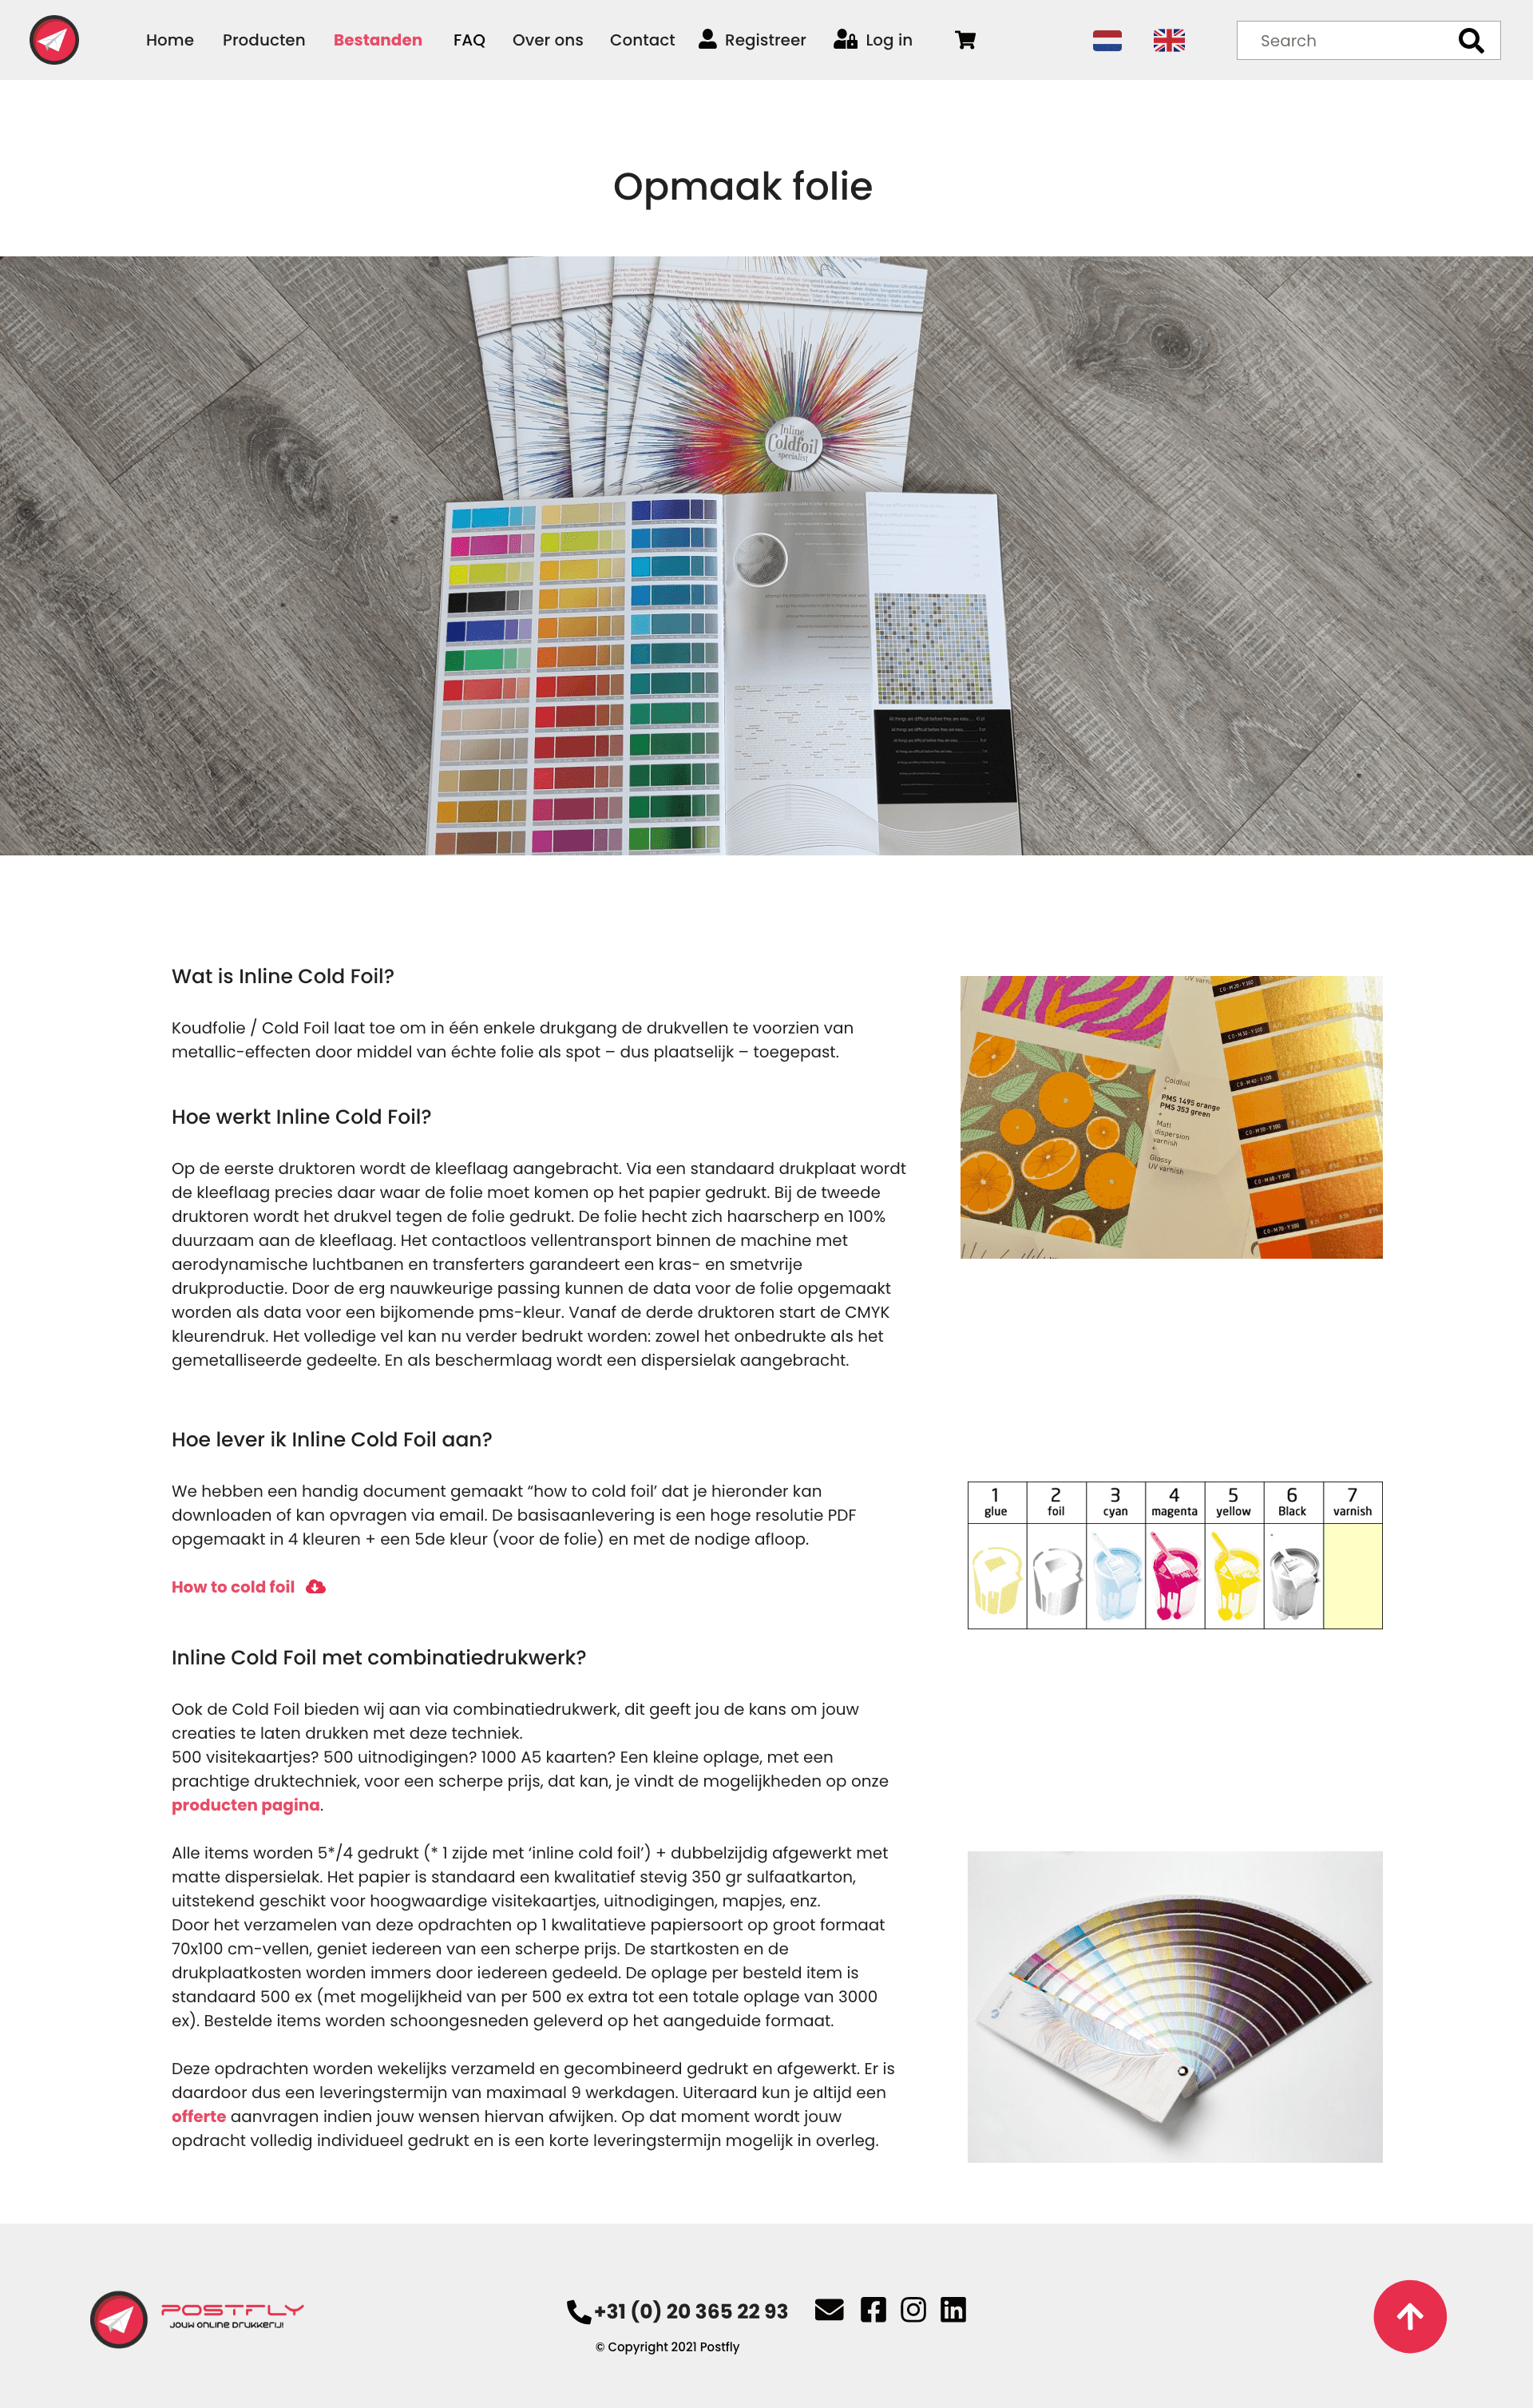 Home Producten Bestanden FAQ Over ons Contact Registreer Log in Search
Opmaak folie
Inline
Coldfoil
specialist
Wat is Inline Cold Foil?
Koudfolie / Cold Foil laat toe om in één enkele drukgang de drukvellen te voorzien van
metallic-effecten door middel van échte folie als spot – dus plaatselijk – toegepast.
Hoe werkt Inline Cold Foil?
Op de eerste druktoren wordt de kleeflaag aangebracht. Via een standaard drukplaat wordt
de kleeflaag precies daar waar de folie moet komen op het papier gedrukt. Bij de tweede
druktoren wordt het drukvel tegen de folie gedrukt. De folie hecht zich haarscherp en 100%
duurzaam aan de kleeflaag. Het contactloos vellentransport binnen de machine met
aerodynamische luchtbanen en transferters garandeert een kras- en smetvrije
drukproductie. Door de erg nauwkeurige passing kunnen de data voor de folie opgemaakt
worden als data voor een bijkomende pms-kleur. Vanaf de derde druktoren start de CMYK
kleurendruk. Het volledige vel kan nu verder bedrukt worden: zowel het onbedrukte als het
gemetalliseerde gedeelte. En als beschermlaag wordt een dispersielak aangebracht.
Coldfoil
+
PMS 1495 orange
PMS 353 green
+
Matt
dispersion
varnish
+
Glossy
UV varnish
Hoe lever ik Inline Cold Foil aan?
We hebben een handig document gemaakt “how to cold foil’ dat je hieronder kan
downloaden of kan opvragen via email. De basisaanlevering is een hoge resolutie PDF
opgemaakt in 4 kleuren + een 5de kleur (voor de folie) en met de nodige afloop.
How to cold foil
1 2 3 4 5 6 7
glue foil cyan magenta yellow Black varnish
Inline Cold Foil met combinatiedrukwerk?
Ook de Cold Foil bieden wij aan via combinatiedrukwerk, dit geeft jou de kans om jouw
creaties te laten drukken met deze techniek.
500 visitekaartjes? 500 uitnodigingen? 1000 A5 kaarten? Een kleine oplage, met een
prachtige druktechniek, voor een scherpe prijs, dat kan, je vindt de mogelijkheden op onze
producten pagina.
Alle items worden 5*/4 gedrukt (* 1 zijde met ‘inline cold foil’) + dubbelzijdig afgewerkt met
matte dispersielak. Het papier is standaard een kwalitatief stevig 350 gr sulfaatkarton,
uitstekend geschikt voor hoogwaardige visitekaartjes, uitnodigingen, mapjes, enz.
Door het verzamelen van deze opdrachten op 1 kwalitatieve papiersoort op groot formaat
70x100 cm-vellen, geniet iedereen van een scherpe prijs. De startkosten en de
drukplaatkosten worden immers door iedereen gedeeld. De oplage per besteld item is
standaard 500 ex (met mogelijkheid van per 500 ex extra tot een totale oplage van 3000
ex). Bestelde items worden schoongesneden geleverd op het aangeduide formaat.
Deze opdrachten worden wekelijks verzameld en gecombineerd gedrukt en afgewerkt. Er is
daardoor dus een leveringstermijn van maximaal 9 werkdagen. Uiteraard kun je altijd een
offerte aanvragen indien jouw wensen hiervan afwijken. Op dat moment wordt jouw
opdracht volledig individueel gedrukt en is een korte leveringstermijn mogelijk in overleg.
POSTFLY
JOUW ONLINE DRUKKERIJ!
+31 (0) 20 365 22 93
© Copyright 2021 Postfly